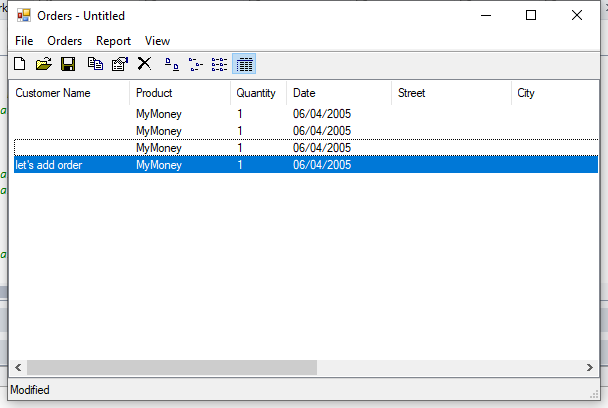 Orders - Untitled
File Orders Report View
Customer Name Product Quantity Date Street City
MyMoney 1 06/04/2005
MyMoney 1 06/04/2005
MyMoney 1 06/04/2005
let's add order MyMoney 1 06/04/2005
Modified